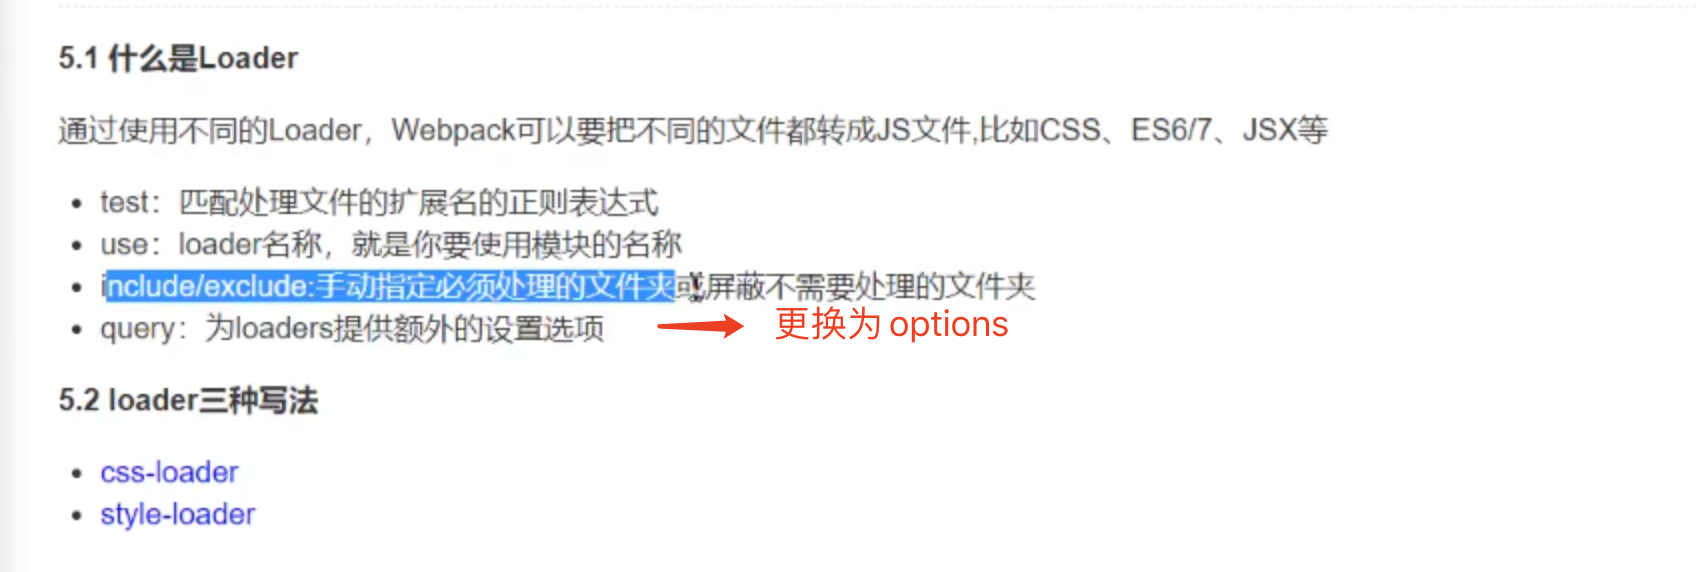 5.1 什么是Loader
通过使用不同的Loader，Webpack可以要把不同的文件都转成JS文件,比如CSS、ES6/7、JSX等
test：匹配处理文件的扩展名的正则表达式
use：loader名称，就是你要使用模块的名称
include/exclude:手动指定必须处理的文件夹或屏蔽不需要处理的文件夹
query：为loaders提供额外的设置选项
更换为 options
5.2 loader三种写法
css-loader
style-loader